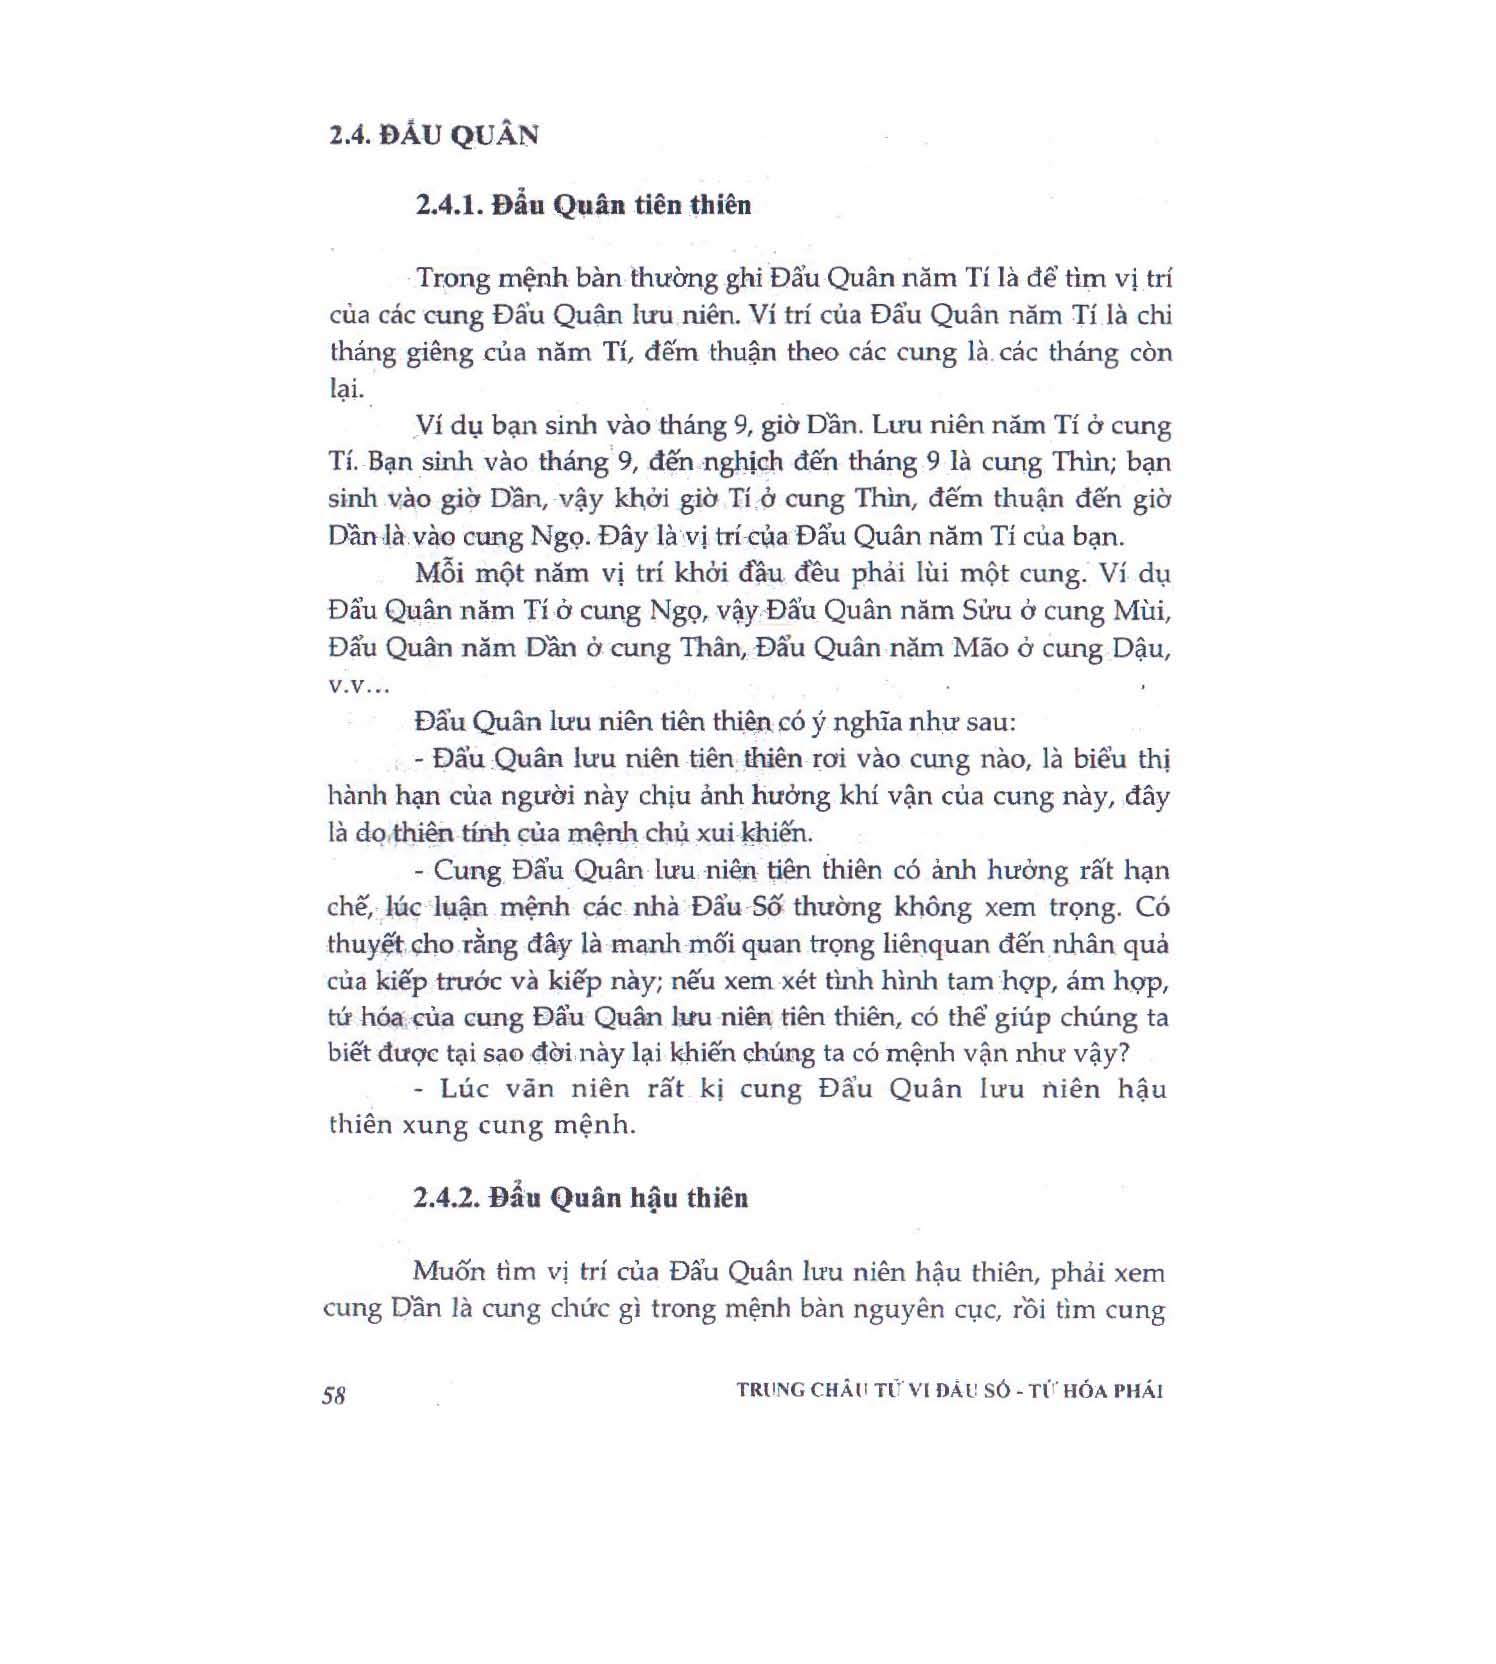 2.4. ĐẨU QUÂN
2.4.1. Đẩu Quân tiên thiên
Trong mệnh bàn thường ghi Đẩu Quân năm Tí là để tìm vị trí
của các cung Đẩu Quân lưu niên. Ví trí của Đẩu Quân năm Tí là chi
tháng giêng của năm Tí, đếm thuận theo các cung là các tháng còn
lại.
Ví dụ bạn sinh vào tháng 9, giờ Dần. Lưu niên năm Tí ở cung
Tí. Bạn sinh vào tháng 9, đến nghịch đến tháng 9 là cung Thìn; bạn
sinh vào giờ Dần, vậy khởi giờ Tí ở cung Thìn, đếm thuận đến giờ
Dần là vào cung Ngọ. Đây là vị trí của Đẩu Quân năm Tí của bạn.
Mỗi một năm vị trí khởi đầu đều phải lùi một cung. Ví dụ
Đẩu Quân năm Tí ở cung Ngọ, vậy Đẩu Quân năm Sửu ở cung Mùi,
Đẩu Quân năm Dần ở cung Thân, Đẩu Quân năm Mão ở cung Dậu,
v.v...
Đẩu Quân lưu niên tiên thiên có ý nghĩa như sau:
- Đẩu Quân lưu niên tiên thiên rơi vào cung nào, là biểu thị
hành hạn của người này chịu ảnh hưởng khí vận của cung này, đây
là do thiên tính của mệnh chủ xui khiến.
- Cung Đẩu Quân lưu niên tiên thiên có ảnh hưởng rất hạn
chế, lúc luận mệnh các nhà Đẩu Số thường không xem trọng. Có
thuyết cho rằng đây là manh mối quan trọng liênquan đến nhân quả
của kiếp trước và kiếp này; nếu xem xét tình hình tam hợp, ám hợp,
tứ hóa của cung Đẩu Quân lưu niên tiên thiên, có thể giúp chúng ta
biết được tại sao đời này lại khiến chúng ta có mệnh vận như vậy?
- Lúc vãn niên rất kị cung Đẩu Quân lưu niên hậu
thiên xung cung mệnh.
2.4.2. Đẩu Quân hậu thiên
Muốn tìm vị trí của Đẩu Quân lưu niên hậu thiên, phải xem
cung Dần là cung chức gì trong mệnh bàn nguyên cục, rồi tìm cung
58
TRUNG CHÂU TỬ VI ĐẨU SỐ - TỨ HÓA PHÁI